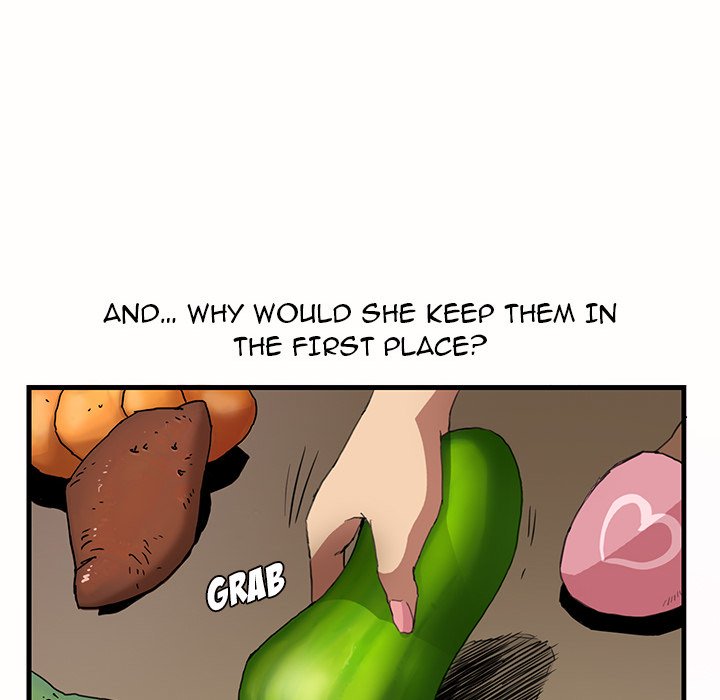 AND... WHY WOULD SHE KEEP THEM IN
THE FIRST PLACE?
GRAB